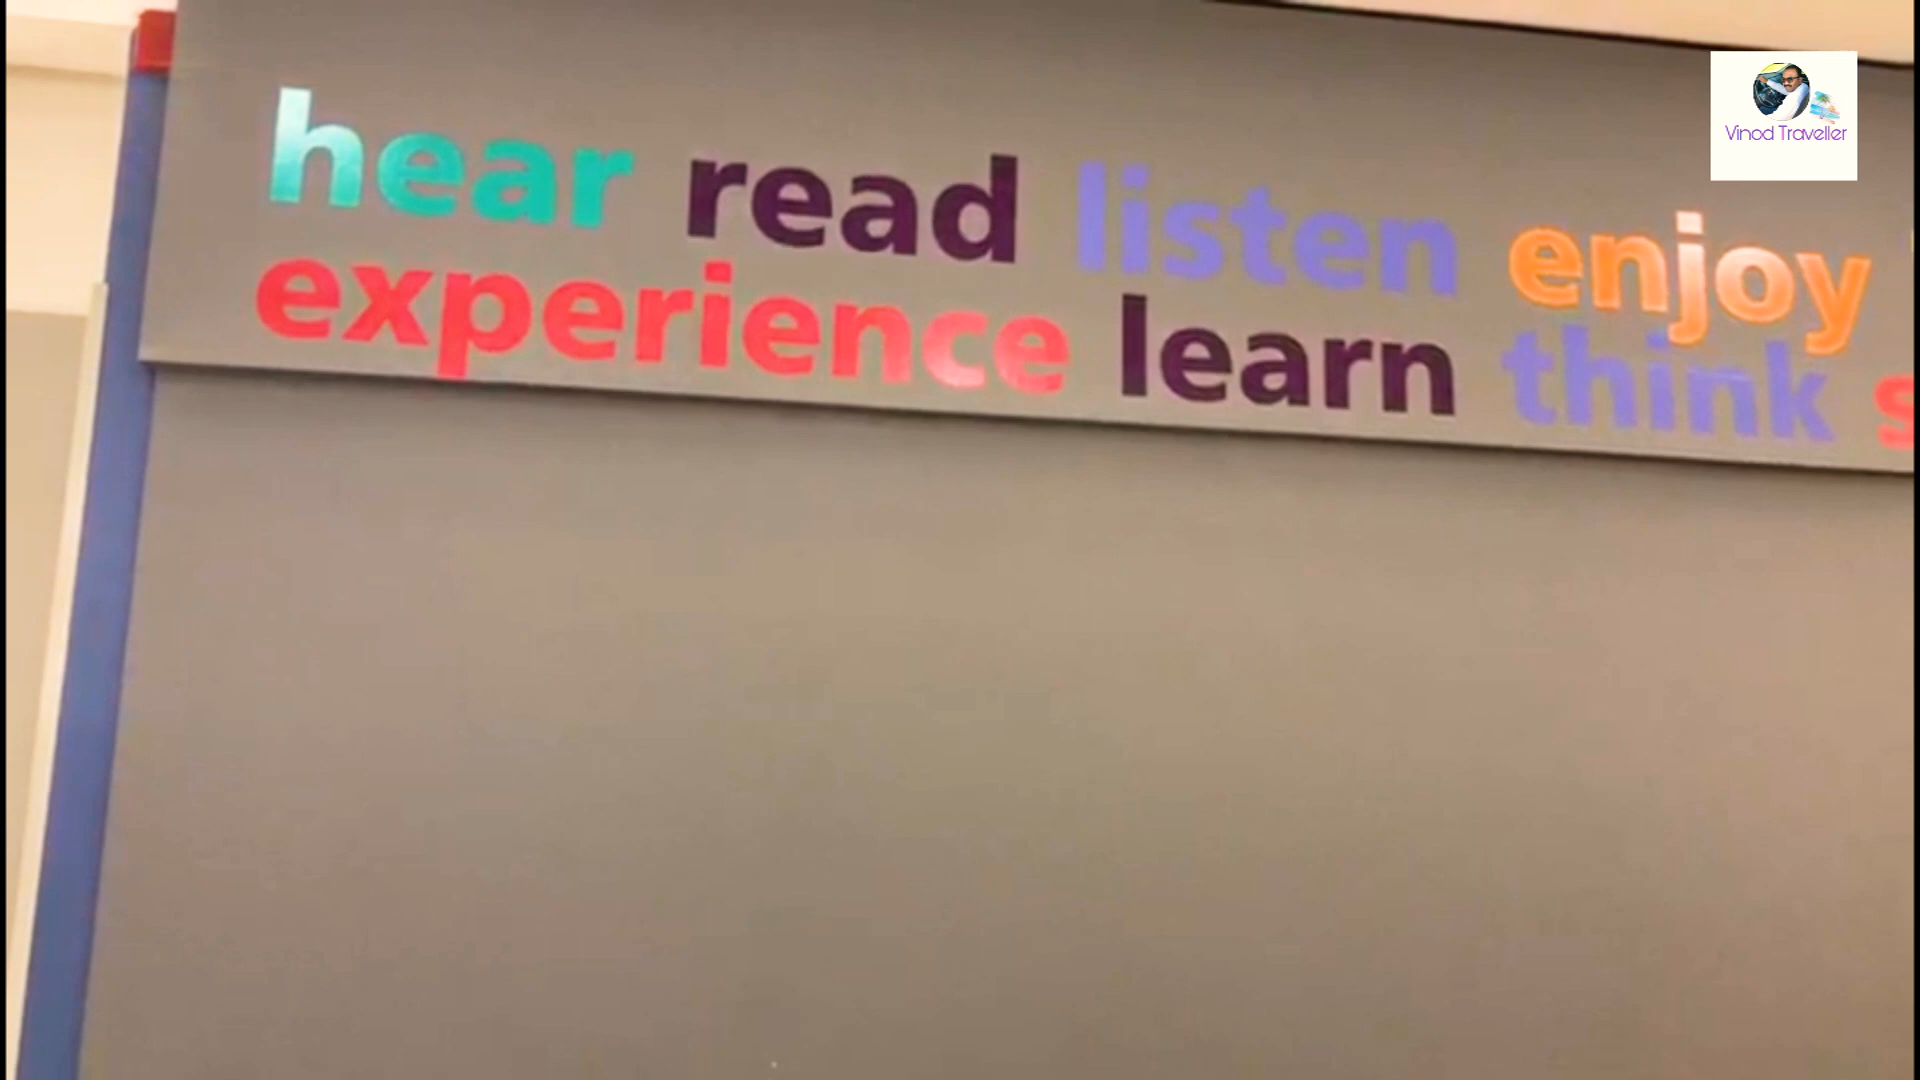 hear read listen enjoy
experience learn think
Vinod Traveller